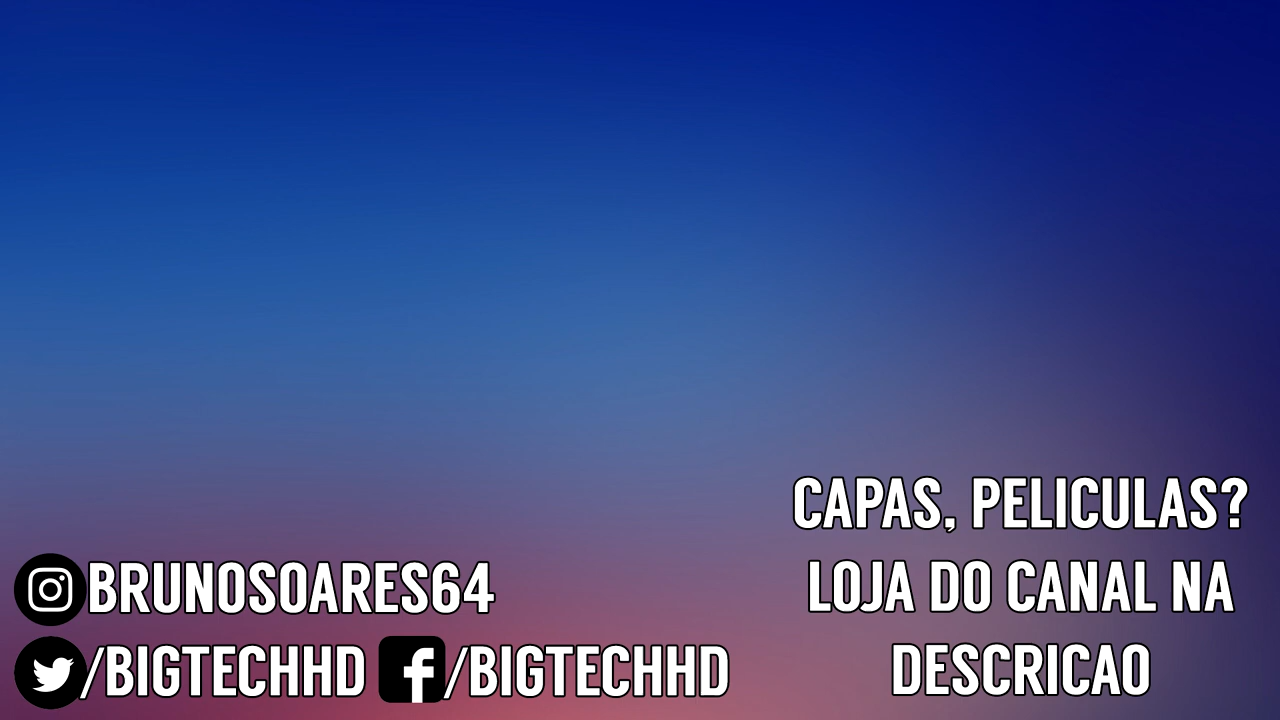 CAPAS, PELICULAS?
LOJA DO CANAL NA
DESCRICAO
BRUNOSOARES64
/BIGTECHHD /BIGTECHHD